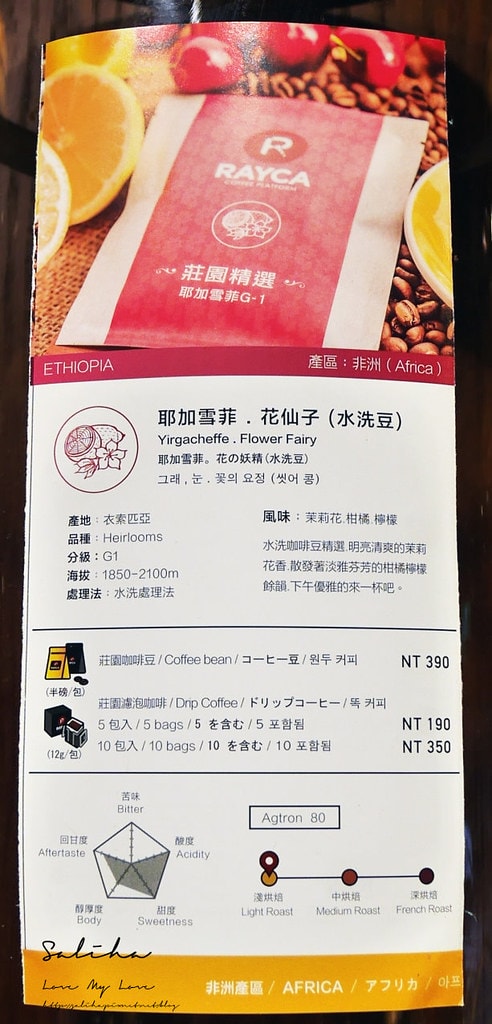 RAYCA
COFFEE PLATFORM
莊園精選
耶加雪菲G-1
ETHIOPIA
產區：非洲（Africa）
耶加雪菲 . 花仙子 (水洗豆)
Yirgacheffe . Flower Fairy
耶加雪菲。花の妖精(水洗豆)
그래 , 눈 . 꽃의 요정 (씻어 콩)
產地 : 衣索匹亞
品種 : Heirlooms
分級 : G1
海拔 : 1850-2100m
處理法 : 水洗處理法
風味 : 茉莉花.柑橘.檸檬
水洗咖啡豆精選.明亮清爽的茉莉
花香.散發著淡雅芬芳的柑橘檸檬
餘韻.下午優雅的來一杯吧。
(半磅/包)
莊園咖啡豆 / Coffee bean / コーヒー豆 / 원두 커피
NT 390
莊園濾泡咖啡 / Drip Coffee / ドリップコーヒー / 똑 커피
5 包入 / 5 bags / 5 を含む / 5 포함됨
NT 190
10 包入 / 10 bags / 10 を含む / 10 포함됨
NT 350
(12g/包)
苦味
Bitter
回甘度
Aftertaste
酸度
Acidity
醇厚度
Body
甜度
Sweetness
Agtron 80
淺烘焙
Light Roast
中烘焙
Medium Roast
深烘焙
French Roast
Saliha
Love My Love
非洲產區 / AFRICA / アフリカ / 아프